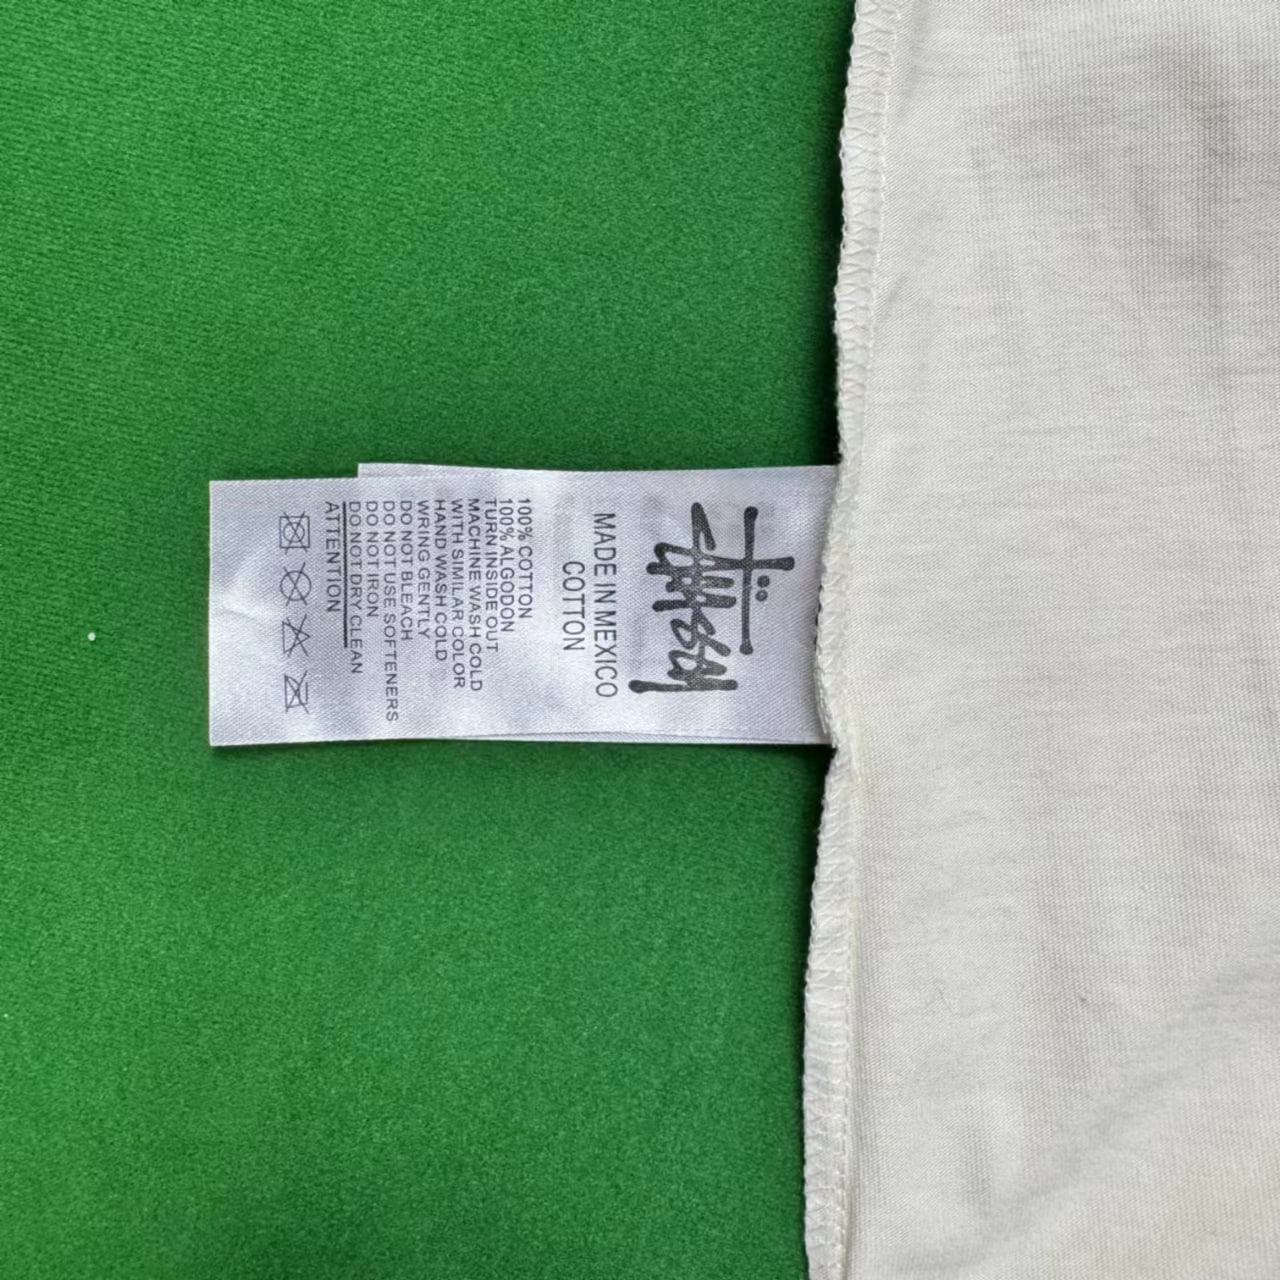 Stüssy
MADE IN MEXICO
COTTON
100% COTTON
100% ALGODON
TURN INSIDE OUT
MACHINE WASH COLD
WITH SIMILAR COLOR
HAND WASH COLD
WRING GENTLY
DO NOT BLEACH
DO NOT USE SOFTENERS
DO NOT IRON
DO NOT DRY CLEAN
ATTENTION